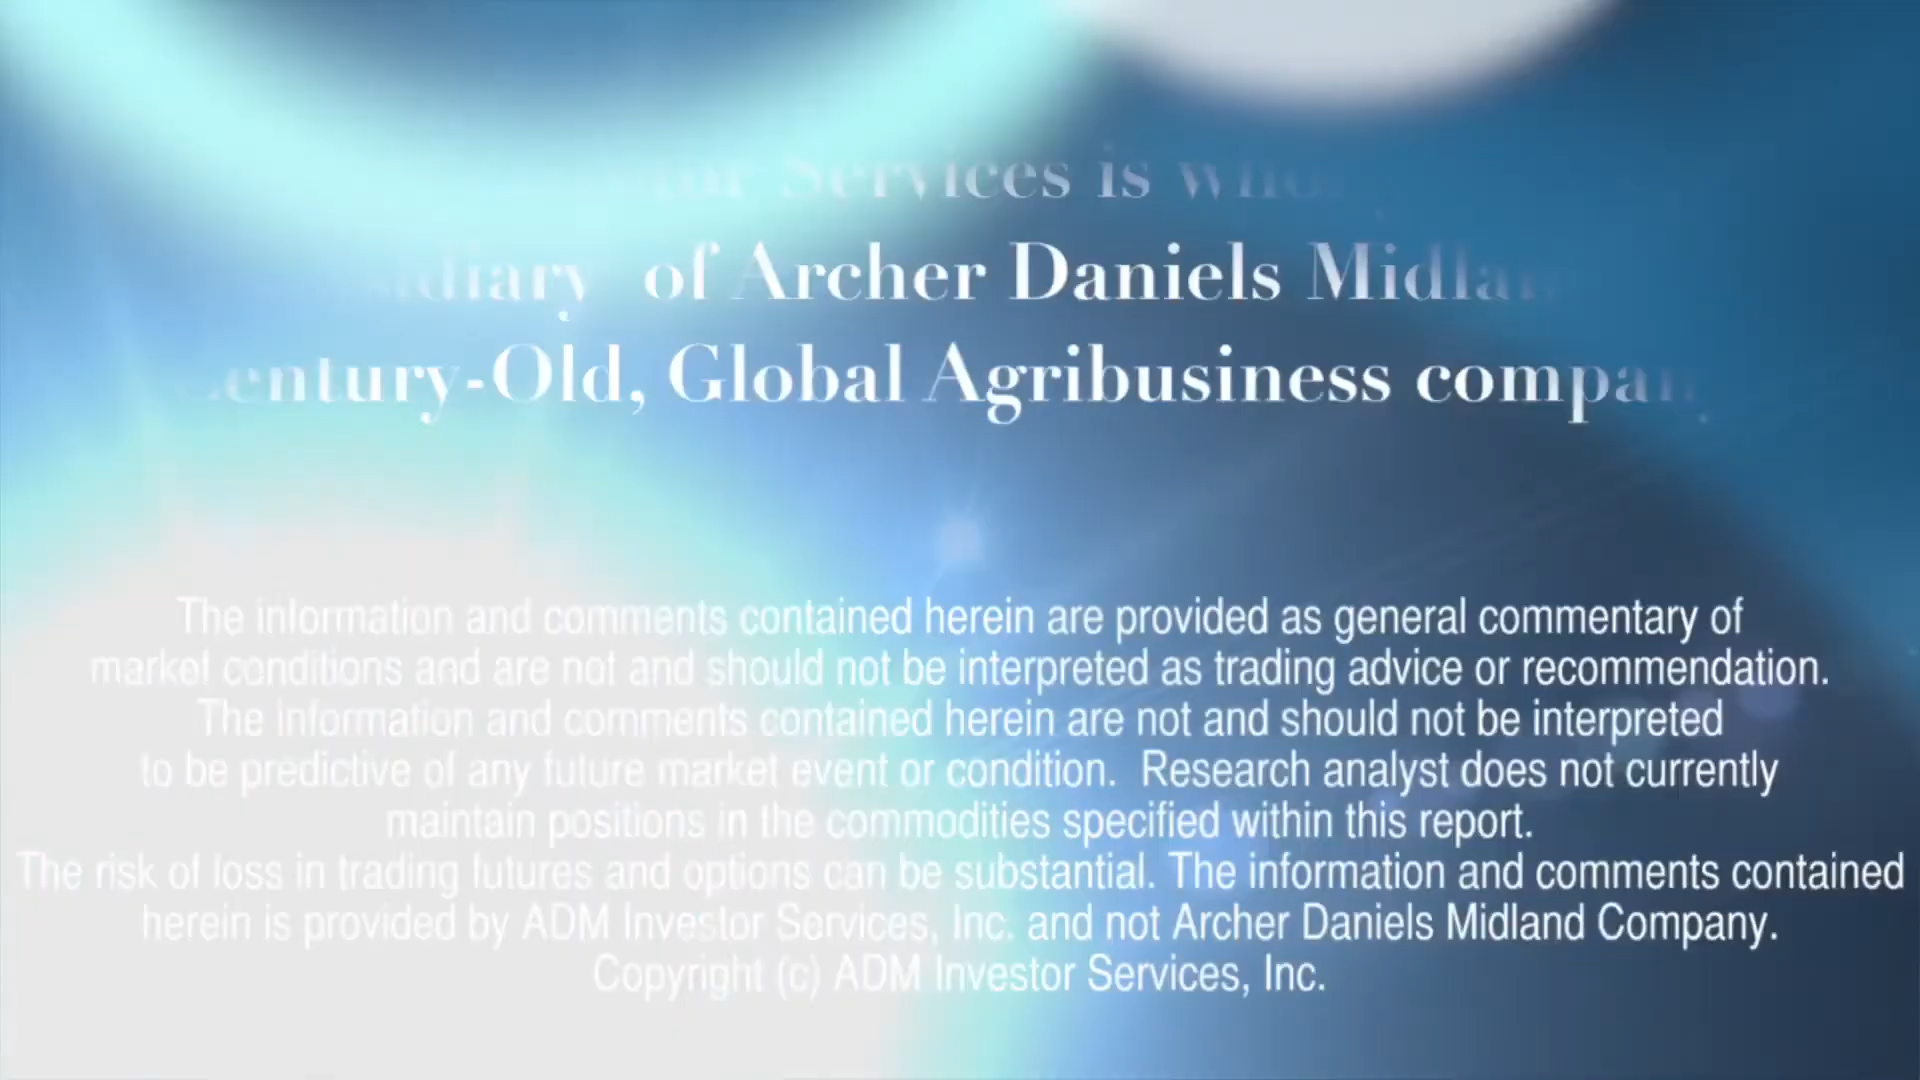 Services is
of Archer Daniels
Century-Old, Global Agribusiness company
The information and comments contained herein are provided as general commentary of
market conditions and are not and should not be interpreted as trading advice or recommendation.
The information and comments contained herein are not and should not be interpreted
to be predictive of any future market event or condition. Research analyst does not currently
maintain positions in the commodities specified within this report.
The risk of loss in trading futures and options can be substantial. The information and comments contained
herein is provided by ADM Investor Services, Inc. and not Archer Daniels Midland Company.
Copyright (c) ADM Investor Services, Inc.